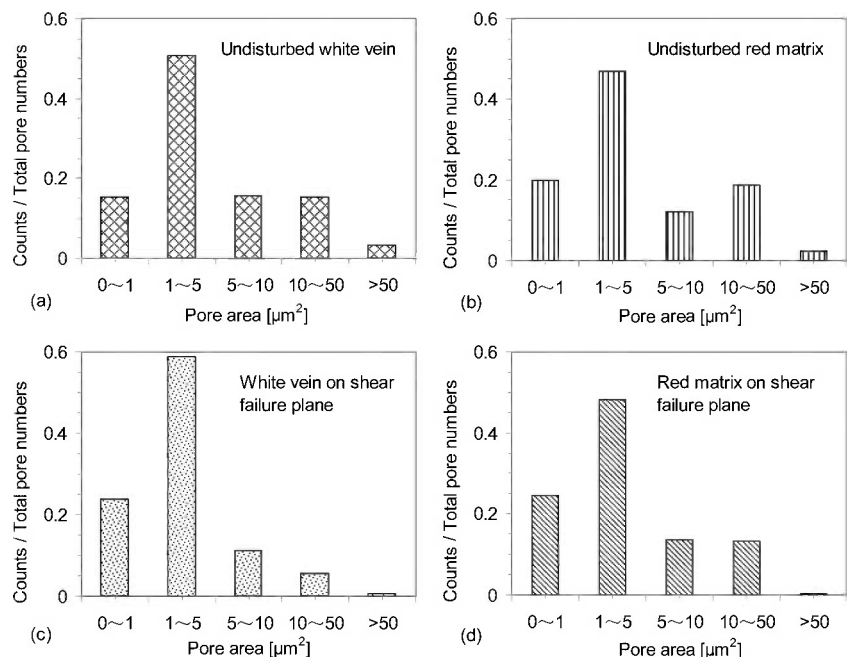 0.6
0.4
0.2
0
Counts / Total pore numbers
Undisturbed white vein
0～1 1～5 5～10 10～50 >50
Pore area [µm²]
(a)
0.6
0.4
0.2
0
Counts / Total pore numbers
Undisturbed red matrix
0～1 1～5 5～10 10～50 >50
Pore area [µm²]
(b)
0.6
0.4
0.2
0
Counts / Total pore numbers
White vein on shear
failure plane
0～1 1～5 5～10 10～50 >50
Pore area [µm²]
(c)
0.6
0.4
0.2
0
Counts / Total pore numbers
Red matrix on shear
failure plane
0～1 1～5 5～10 10～50 >50
Pore area [µm²]
(d)